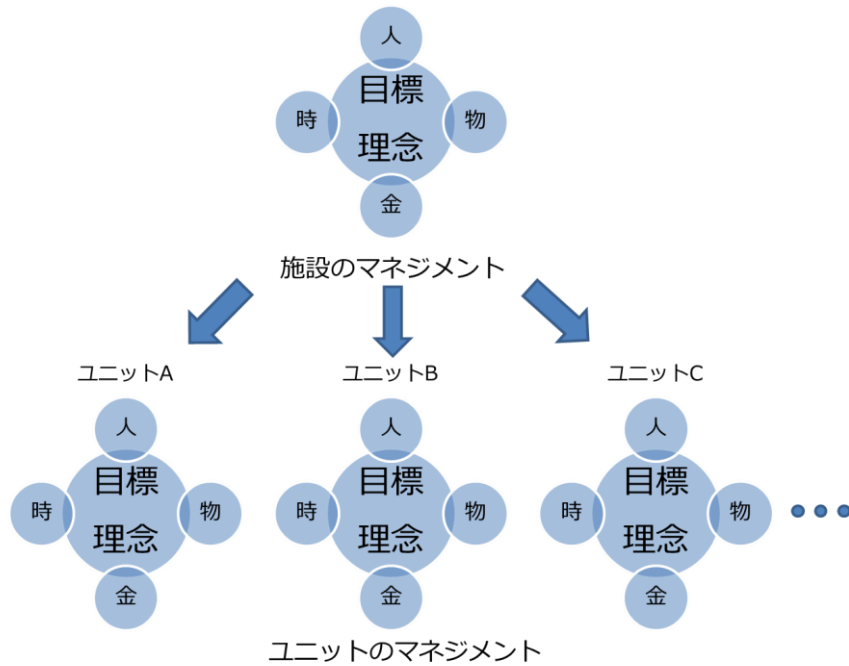 人
目標
時
物
理念
金
施設のマネジメント
ユニットA
ユニットB
ユニットC
人
人
人
目標
目標
目標
時
物
時
物
時
物
理念
理念
理念
金
金
金
ユニットのマネジメント